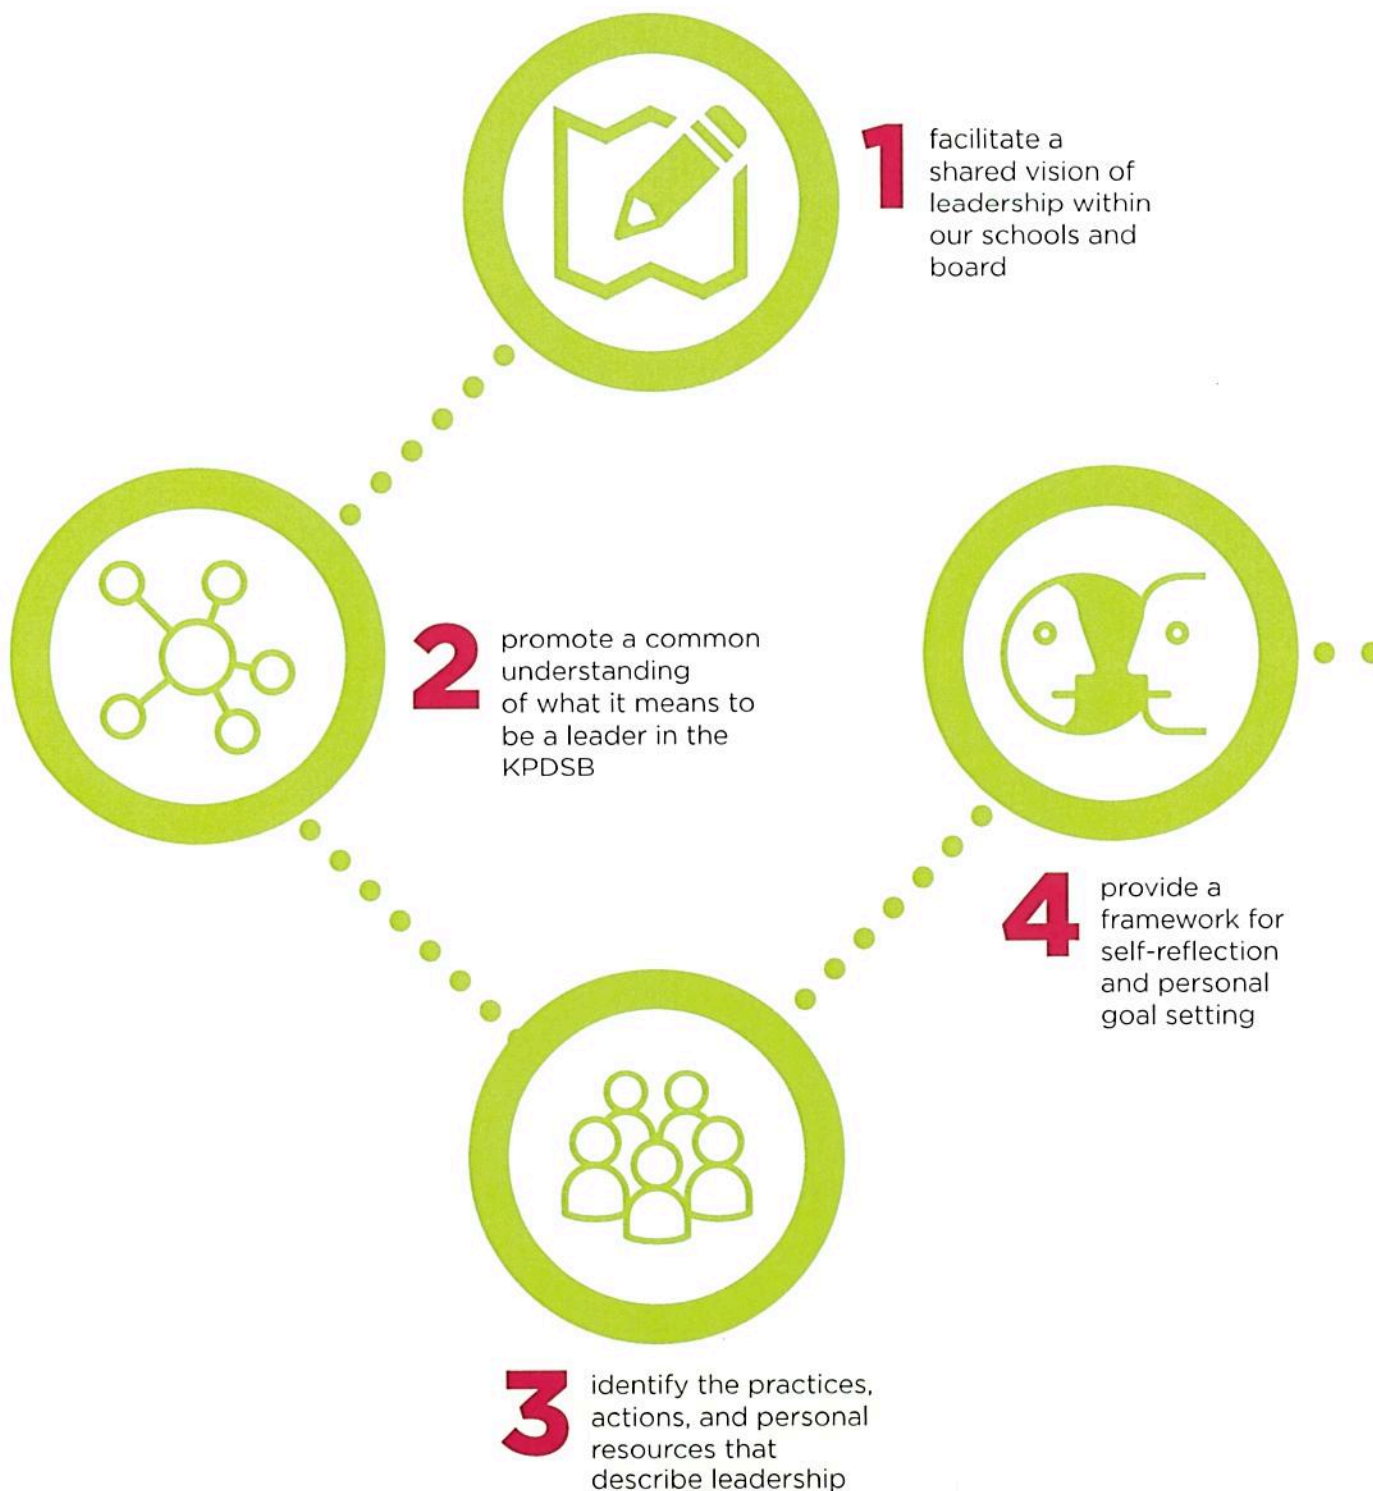 1
facilitate a
shared vision of
leadership within
our schools and
board
2
promote a common
understanding
of what it means to
be a leader in the
KPDSB
4
provide a
framework for
self-reflection
and personal
goal setting
3
identify the practices,
actions, and personal
resources that
describe leadership